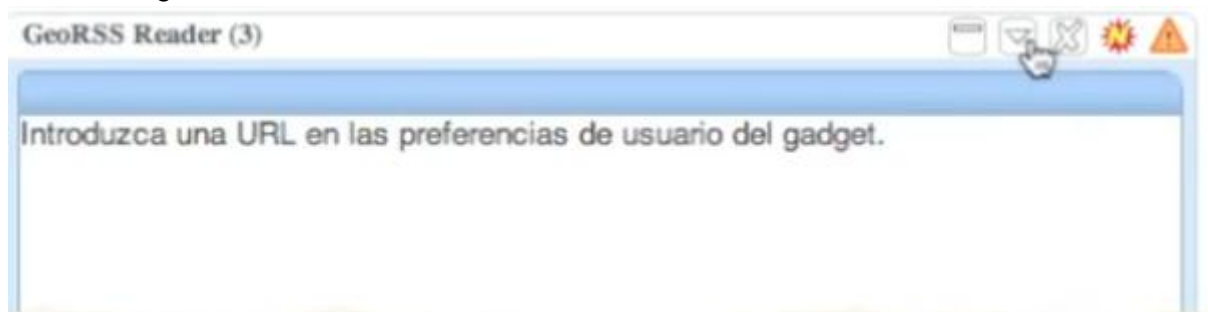 GeoRSS Reader (3)
Introduzca una URL en las preferencias de usuario del gadget.